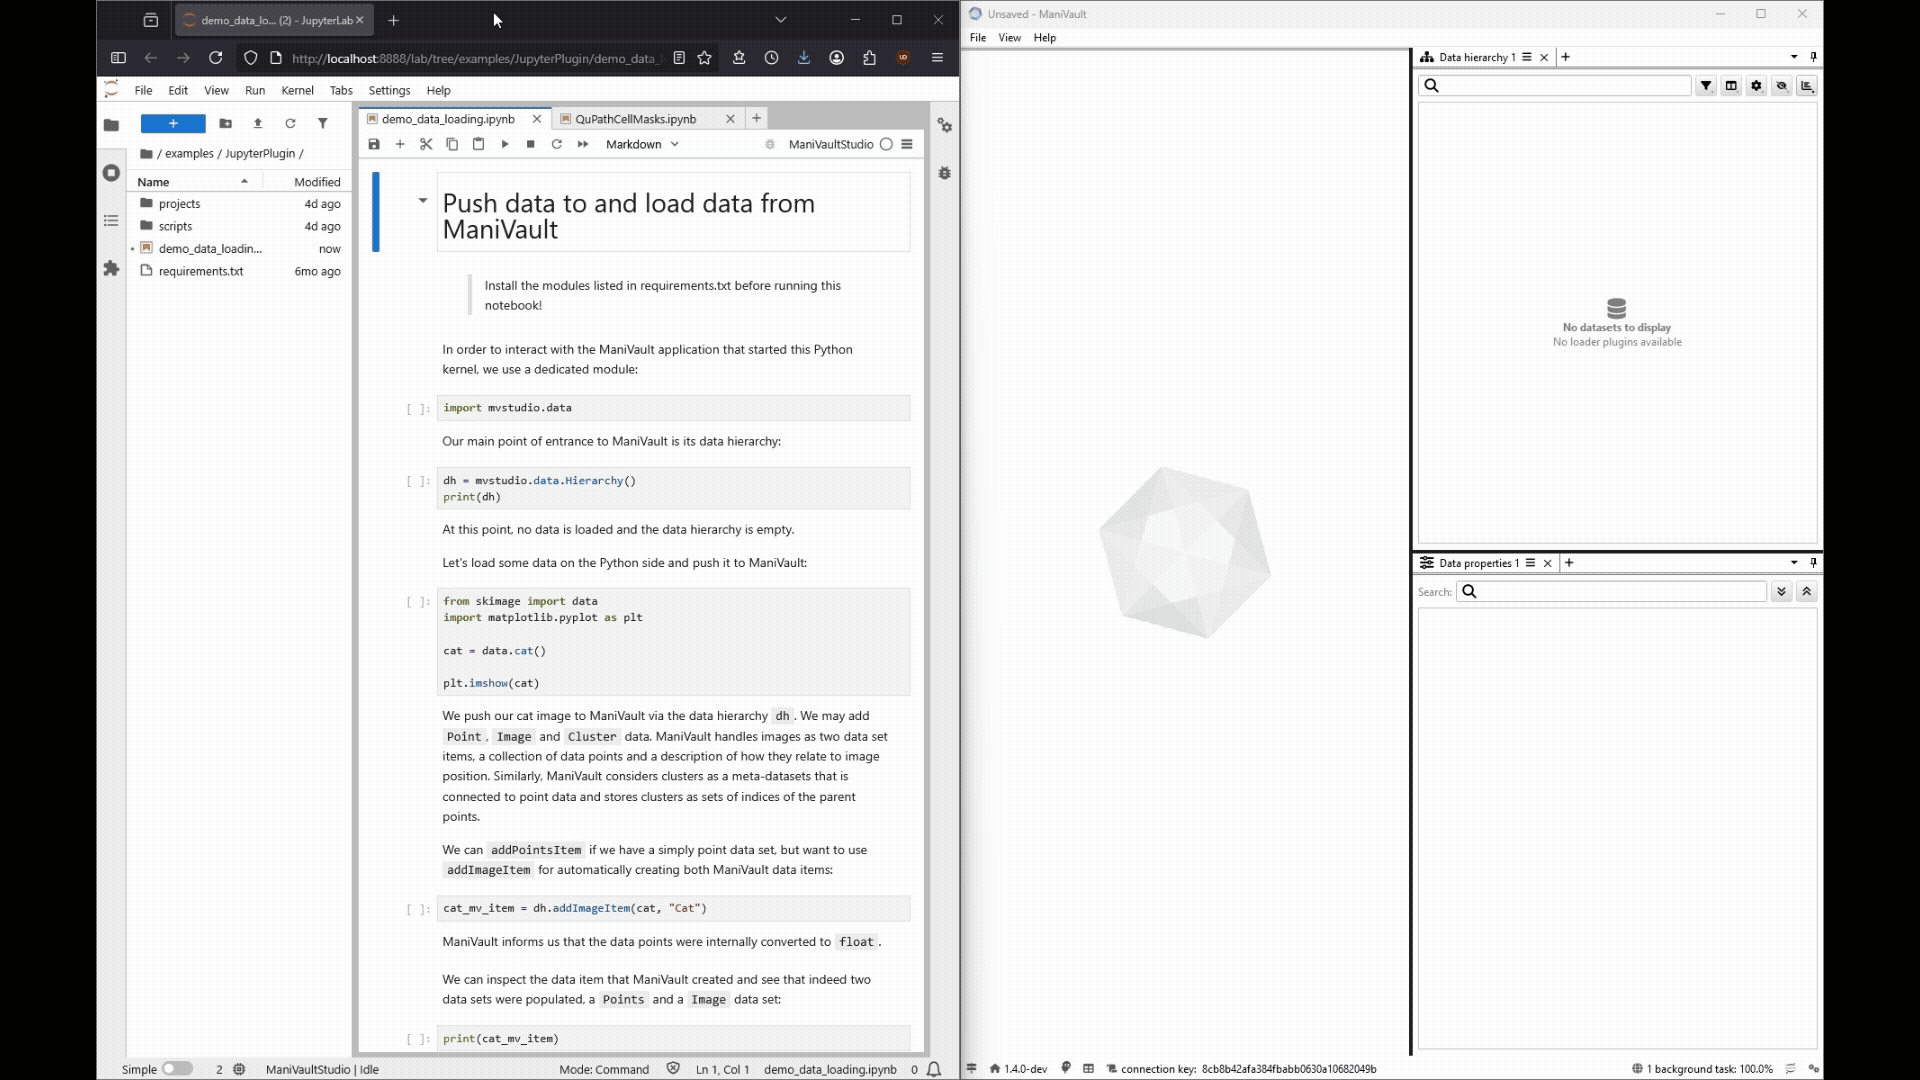 demo_data_lo... (2) - JupyterLab
http://localhost:8888/lab/tree/examples/JupyterPlugin/demo_data_
File Edit View Run Kernel Tabs Settings Help
/ examples / JupyterPlugin /
Name Modified
projects 4d ago
scripts 4d ago
demo_data_loadin... now
requirements.txt 6mo ago
demo_data_loading.ipynb
QuPathCellMasks.ipynb
Markdown
ManiVaultStudio
Push data to and load data from
ManiVault
Install the modules listed in requirements.txt before running this
notebook!
In order to interact with the ManiVault application that started this Python
kernel, we use a dedicated module:
[ ]: import mvstudio.data
Our main point of entrance to ManiVault is its data hierarchy:
[ ]: dh = mvstudio.data.Hierarchy()
print(dh)
At this point, no data is loaded and the data hierarchy is empty.
Let's load some data on the Python side and push it to ManiVault:
[ ]: from skimage import data
import matplotlib.pyplot as plt
cat = data.cat()
plt.imshow(cat)
We push our cat image to ManiVault via the data hierarchy dh . We may add
Point , Image and Cluster data. ManiVault handles images as two data set
items, a collection of data points and a description of how they relate to image
position. Similarly, ManiVault considers clusters as a meta-datasets that is
connected to point data and stores clusters as sets of indices of the parent
points.
We can addPointsItem if we have a simply point data set, but want to use
addImageItem for automatically creating both ManiVault data items:
[ ]: cat_mv_item = dh.addImageItem(cat, "Cat")
ManiVault informs us that the data points were internally converted to float .
We can inspect the data item that ManiVault created and see that indeed two
data sets were populated, a Points and a Image data set:
[ ]: print(cat_mv_item)
Simple 2 ManiVaultStudio | Idle Mode: Command Ln 1, Col 1 demo_data_loading.ipynb 0
Unsaved - ManiVault
File View Help
Data hierarchy 1
No datasets to display
No loader plugins available
Data properties 1
Search:
1.4.0-dev connection key: 8cb8b42afa384fbabb0630a10682049b 1 background task: 100.0%